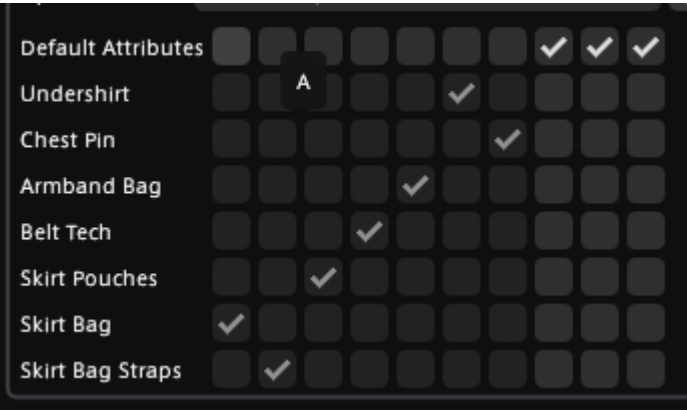 Default Attributes
A
Undershirt
Chest Pin
Armband Bag
Belt Tech
Skirt Pouches
Skirt Bag
Skirt Bag Straps